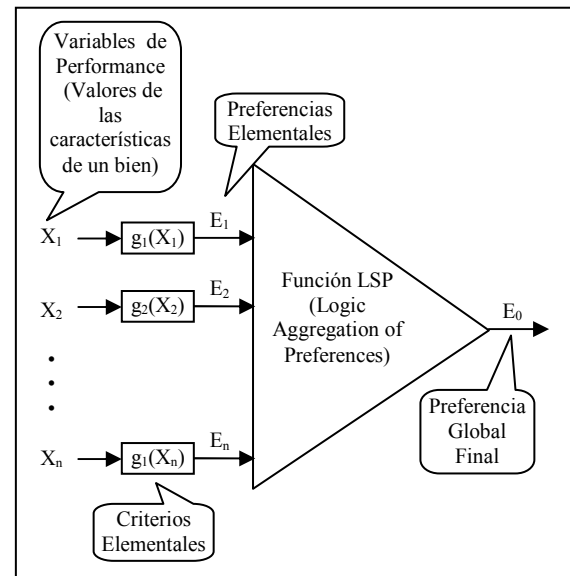 Variables de
Performance
(Valores de
las
características
de un bien)
Preferencias
Elementales
X1
g1(X1)
E1
X2
g2(X2)
E2
Función LSP
(Logic
Aggregation of
Preferences)
E0
Xn
g1(Xn)
En
Preferencia
Global
Final
Criterios
Elementales